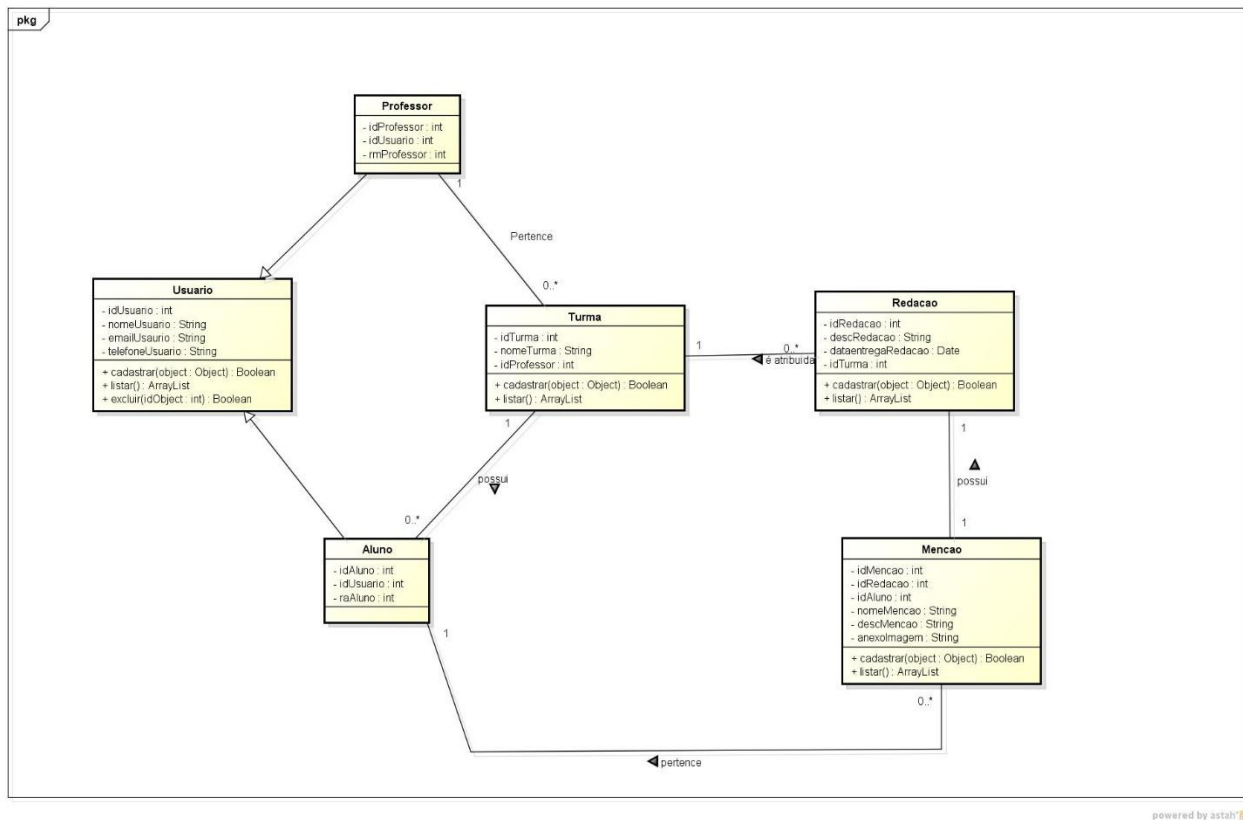 pkg
Professor
- idProfessor : int
- idUsuario : int
- rmProfessor : int
1
Pertence
0..*
Usuario
- idUsuario : int
- nomeUsuario : String
- emailUsaurio : String
- telefoneUsuario : String
+ cadastrar(object : Object) : Boolean
+ listar() : ArrayList
+ excluir(idObject : int) : Boolean
Turma
- idTurma : int
- nomeTurma : String
- idProfessor : int
+ cadastrar(object : Object) : Boolean
+ listar() : ArrayList
1
0..*
é atribuida
Redacao
- idRedacao : int
- descRedacao : String
- dataentregaRedacao : Date
- idTurma : int
+ cadastrar(object : Object) : Boolean
+ listar() : ArrayList
1
possui
0..*
1
possui
1
Aluno
- idAluno : int
- idUsuario : int
- raAluno : int
1
Mencao
- idMencao : int
- idRedacao : int
- idAluno : int
- nomeMencao : String
- descMencao : String
- anexoImagem : String
+ cadastrar(object : Object) : Boolean
+ listar() : ArrayList
0..*
pertence
powered by astah*